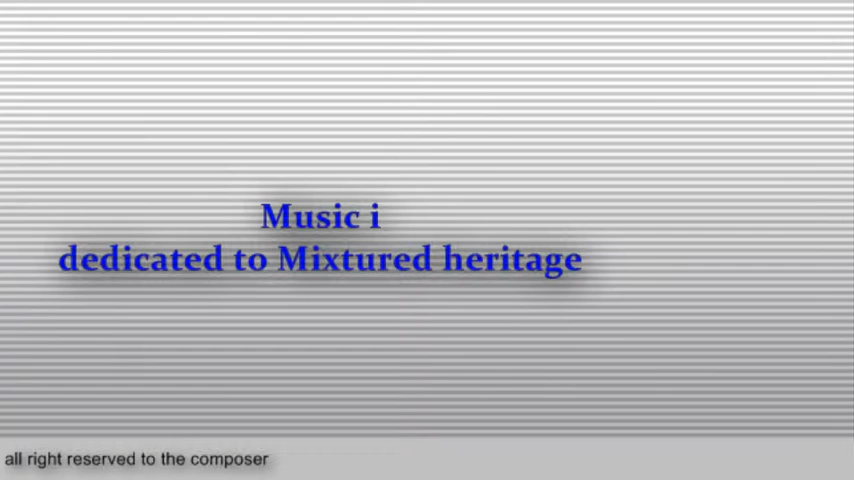 Music i
dedicated to Mixtured heritage
all right reserved to the composer